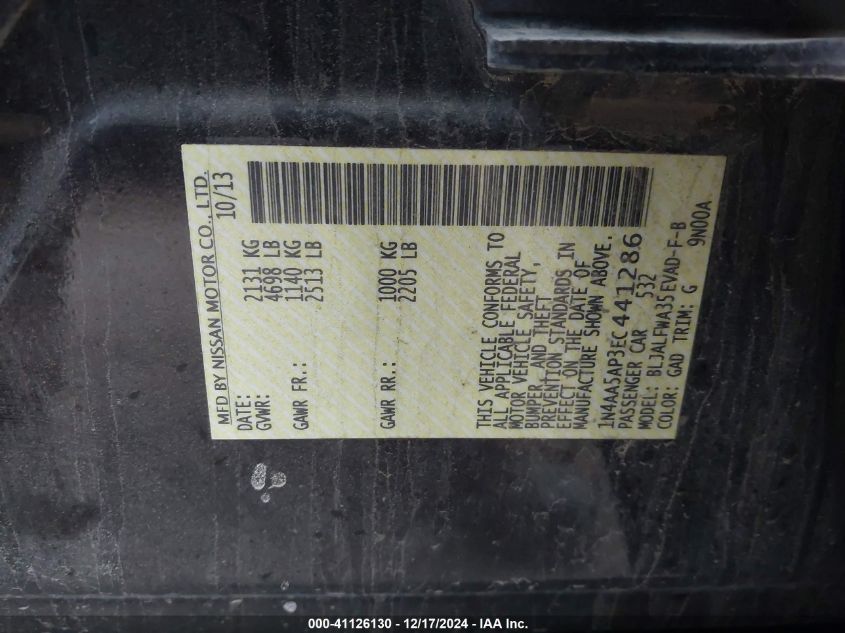 MFD BY NISSAN MOTOR CO., LTD.
DATE: 10/13
GVWR: 2131 KG
4698 LB
GAWR FR.: 1140 KG
2513 LB
GAWR RR.: 1000 KG
2205 LB
THIS VEHICLE CONFORMS TO
ALL APPLICABLE FEDERAL
MOTOR VEHICLE SAFETY,
BUMPER, AND THEFT
PREVENTION STANDARDS IN
EFFECT ON THE DATE OF
MANUFACTURE SHOWN ABOVE.
1N4AA5AP3EC441286
PASSENGER CAR 532
MODEL: BLJALFWA35EVAD-F-B
COLOR: GAD TRIM: G 9N00A
000-41126130 - 12/17/2024 - IAA Inc.